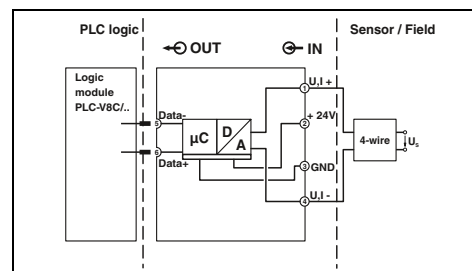 PLC logic
OUT
IN
Sensor / Field
Logic
module
PLC-V8C/..
5
Data-
6
Data+
µC
D
A
U,I +
1
+ 24V
2
3
GND
4
U,I -
4-wire
Us